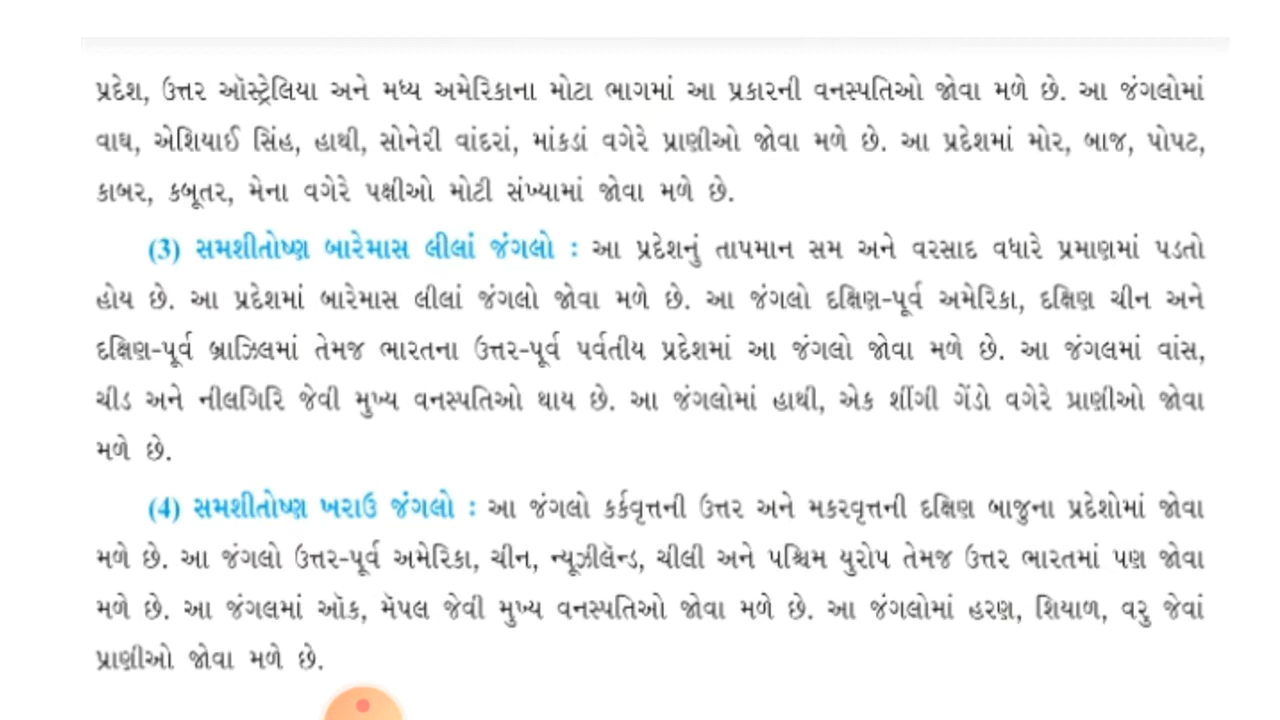 પ્રદેશ, ઉત્તર ઑસ્ટ્રેલિયા અને મધ્ય અમેરિકાના મોટા ભાગમાં આ પ્રકારની વનસ્પતિઓ જોવા મળે છે. આ જંગલોમાં
વાઘ, એશિયાઈ સિંહ, હાથી, સોનેરી વાંદરાં, માંકડાં વગેરે પ્રાણીઓ જોવા મળે છે. આ પ્રદેશમાં મોર, બાજ, પોપટ,
કાબર, કબૂતર, મેના વગેરે પક્ષીઓ મોટી સંખ્યામાં જોવા મળે છે.
(3) સમશીતોષ્ણ બારેમાસ લીલાં જંગલો : આ પ્રદેશનું તાપમાન સમ અને વરસાદ વધારે પ્રમાણમાં પડતો
હોય છે. આ પ્રદેશમાં બારેમાસ લીલાં જંગલો જોવા મળે છે. આ જંગલો દક્ષિણ-પૂર્વ અમેરિકા, દક્ષિણ ચીન અને
દક્ષિણ-પૂર્વ બ્રાઝિલમાં તેમજ ભારતના ઉત્તર-પૂર્વ પર્વતીય પ્રદેશમાં આ જંગલો જોવા મળે છે. આ જંગલમાં વાંસ,
ચીડ અને નીલગિરિ જેવી મુખ્ય વનસ્પતિઓ થાય છે. આ જંગલોમાં હાથી, એક શીંગી ગેંડો વગેરે પ્રાણીઓ જોવા
મળે છે.
(4) સમશીતોષ્ણ ખરાઉ જંગલો : આ જંગલો કર્કવૃત્તની ઉત્તર અને મકરવૃત્તની દક્ષિણ બાજુના પ્રદેશોમાં જોવા
મળે છે. આ જંગલો ઉત્તર-પૂર્વ અમેરિકા, ચીન, ન્યૂઝીલૅન્ડ, ચીલી અને પશ્ચિમ યુરોપ તેમજ ઉત્તર ભારતમાં પણ જોવા
મળે છે. આ જંગલમાં ઑક, મૅપલ જેવી મુખ્ય વનસ્પતિઓ જોવા મળે છે. આ જંગલોમાં હરણ, શિયાળ, વરુ જેવાં
પ્રાણીઓ જોવા મળે છે.